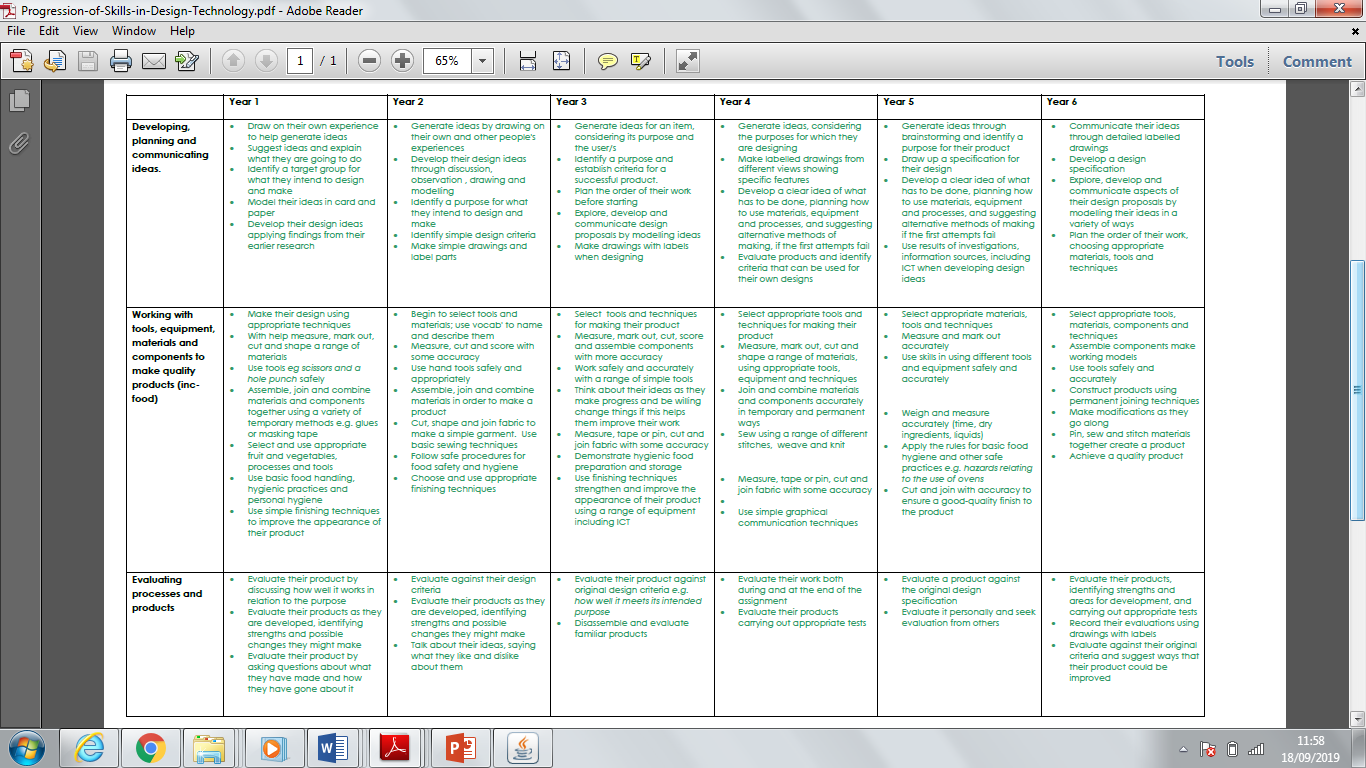 Progression-of-Skills-in-Design-Technology.pdf - Adobe Reader
File Edit View Window Help
1 / 1 65% Tools Comment
Year 1 Year 2 Year 3 Year 4 Year 5 Year 6
Developing,
planning and
communicating
ideas.
• Draw on their own experience
to help generate ideas
• Suggest ideas and explain
what they are going to do
• Identify a target group for
what they intend to design
and make
• Model their ideas in card and
paper
• Develop their design ideas
applying findings from their
earlier research
• Generate ideas by drawing on
their own and other people's
experiences
• Develop their design ideas
through discussion,
observation , drawing and
modelling
• Identify a purpose for what
they intend to design and
make
• Identify simple design criteria
• Make simple drawings and
label parts
• Generate ideas for an item,
considering its purpose and
the user/s
• Identify a purpose and
establish criteria for a
successful product.
• Plan the order of their work
before starting
• Explore, develop and
communicate design
proposals by modelling ideas
• Make drawings with labels
when designing
• Generate ideas, considering
the purposes for which they
are designing
• Make labelled drawings from
different views showing
specific features
• Develop a clear idea of what
has to be done, planning how
to use materials, equipment
and processes, and suggesting
alternative methods of
making, if the first attempts fail
• Evaluate products and identify
criteria that can be used for
their own designs
• Generate ideas through
brainstorming and identify a
purpose for their product
• Draw up a specification for
their design
• Develop a clear idea of what
has to be done, planning how
to use materials, equipment
and processes, and suggesting
alternative methods of making
if the first attempts fail
• Use results of investigations,
information sources, including
ICT when developing design
ideas
• Communicate their ideas
through detailed labelled
drawings
• Develop a design
specification
• Explore, develop and
communicate aspects of
their design proposals by
modelling their ideas in a
variety of ways
• Plan the order of their work,
choosing appropriate
materials, tools and
techniques
Working with
tools, equipment,
materials and
components to
make quality
products (inc-
food)
• Make their design using
appropriate techniques
• With help measure, mark out,
cut and shape a range of
materials
• Use tools eg scissors and a
hole punch safely
• Assemble, join and combine
materials and components
together using a variety of
temporary methods e.g. glues
or masking tape
• Select and use appropriate
fruit and vegetables,
processes and tools
• Use basic food handling,
hygienic practices and
personal hygiene
• Use simple finishing techniques
to improve the appearance of
their product
• Begin to select tools and
materials; use vocab' to name
and describe them
• Measure, cut and score with
some accuracy
• Use hand tools safely and
appropriately
• Assemble, join and combine
materials in order to make a
product
• Cut, shape and join fabric to
make a simple garment. Use
basic sewing techniques
• Follow safe procedures for
food safety and hygiene
• Choose and use appropriate
finishing techniques
• Select tools and techniques
for making their product
• Measure, mark out, cut, score
and assemble components
with more accuracy
• Work safely and accurately
with a range of simple tools
• Think about their ideas as they
make progress and be willing
change things if this helps
them improve their work
• Measure, tape or pin, cut and
join fabric with some accuracy
• Demonstrate hygienic food
preparation and storage
• Use finishing techniques
strengthen and improve the
appearance of their product
using a range of equipment
including ICT
• Select appropriate tools and
techniques for making their
product
• Measure, mark out, cut and
shape a range of materials,
using appropriate tools,
equipment and techniques
• Join and combine materials
and components accurately
in temporary and permanent
ways
• Sew using a range of different
stitches, weave and knit
• Measure, tape or pin, cut and
join fabric with some accuracy
•
• Use simple graphical
communication techniques
• Select appropriate materials,
tools and techniques
• Measure and mark out
accurately
• Use skills in using different tools
and equipment safely and
accurately
• Weigh and measure
accurately (time, dry
ingredients, liquids)
• Apply the rules for basic food
hygiene and other safe
practices e.g. hazards relating
to the use of ovens
• Cut and join with accuracy to
ensure a good-quality finish to
the product
• Select appropriate tools,
materials, components and
techniques
• Assemble components make
working models
• Use tools safely and
accurately
• Construct products using
permanent joining techniques
• Make modifications as they
go along
• Pin, sew and stitch materials
together create a product
• Achieve a quality product
Evaluating
processes and
products
• Evaluate their product by
discussing how well it works in
relation to the purpose
• Evaluate their products as they
are developed, identifying
strengths and possible
changes they might make
• Evaluate their product by
asking questions about what
they have made and how
they have gone about it
• Evaluate against their design
criteria
• Evaluate their products as they
are developed, identifying
strengths and possible
changes they might make
• Talk about their ideas, saying
what they like and dislike
about them
• Evaluate their product against
original design criteria e.g.
how well it meets its intended
purpose
• Disassemble and evaluate
familiar products
• Evaluate their work both
during and at the end of the
assignment
• Evaluate their products
carrying out appropriate tests
• Evaluate a product against
the original design
specification
• Evaluate it personally and seek
evaluation from others
• Evaluate their products,
identifying strengths and
areas for development, and
carrying out appropriate tests
• Record their evaluations using
drawings with labels
• Evaluate against their original
criteria and suggest ways that
their product could be
improved
11:58
18/09/2019